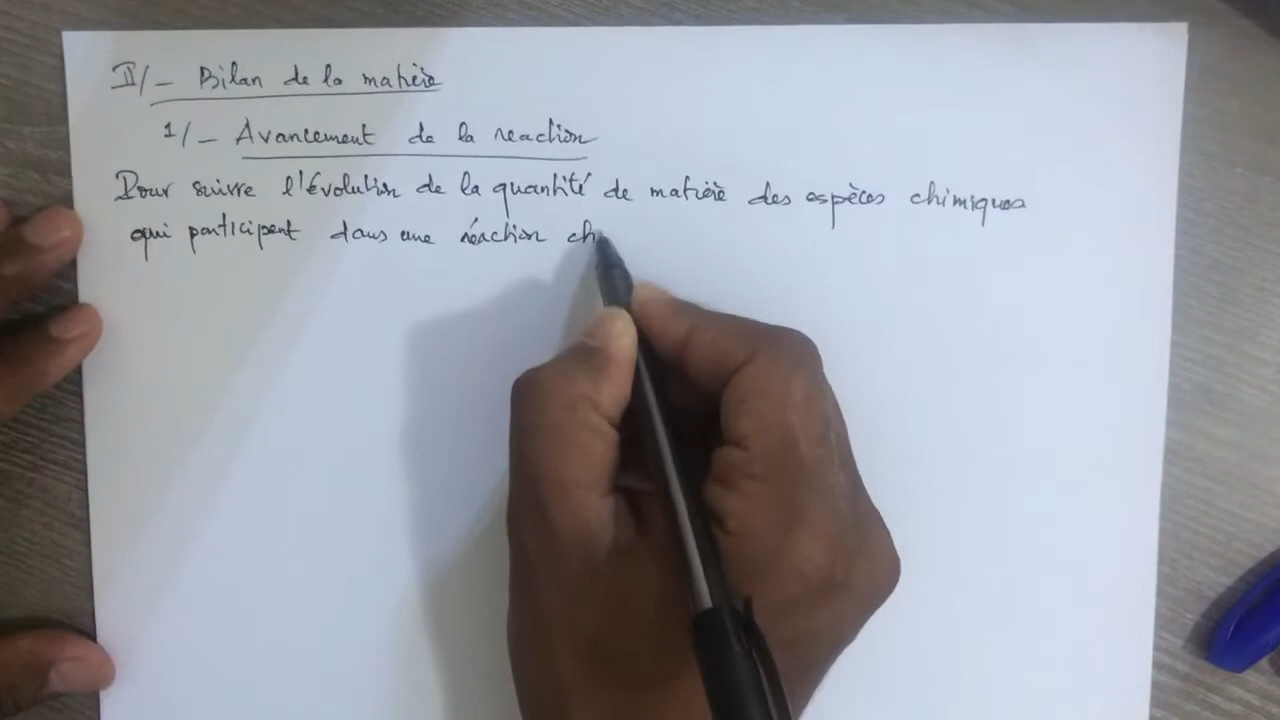 II/- Bilan de la matière
1/- Avancement de la reaction
Pour suivre l'évolution de la quantité de matière des espèces chimiques
qui participent dans une réaction ch